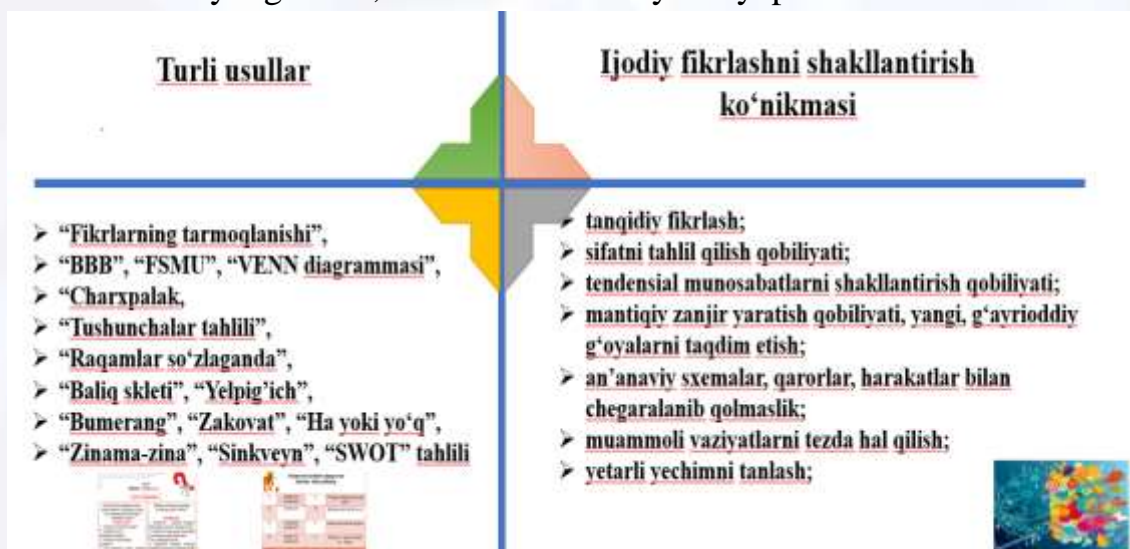 Turli usullar
Ijodiy fikrlashni shakllantirish
ko‘nikmasi
➢ “Fikrlarning tarmoqlanishi”,
➢ “BBB”, “FSMU”, “VENN diagrammasi”,
➢ “Charxpalak,
➢ “Tushunchalar tahlili”,
➢ “Raqamlar so‘zlaganda”,
➢ “Baliq skleti”, “Yelpig’ich”,
➢ “Bumerang”, “Zakovat”, “Ha yoki yo‘q”,
➢ “Zinama-zina”, “Sinkveyn”, “SWOT” tahlili
➢ tanqidiy fikrlash;
➢ sifatni tahlil qilish qobiliyati;
➢ tendensial munosabatlarni shakllantirish qobiliyati;
➢ mantiqiy zanjir yaratish qobiliyati, yangi, g‘ayrioddiy
g‘oyalarni taqdim etish;
➢ an’anaviy sxemalar, qarorlar, harakatlar bilan
chegaralanib qolmaslik;
➢ muammoli vaziyatlarni tezda hal qilish;
➢ yetarli yechimni tanlash;